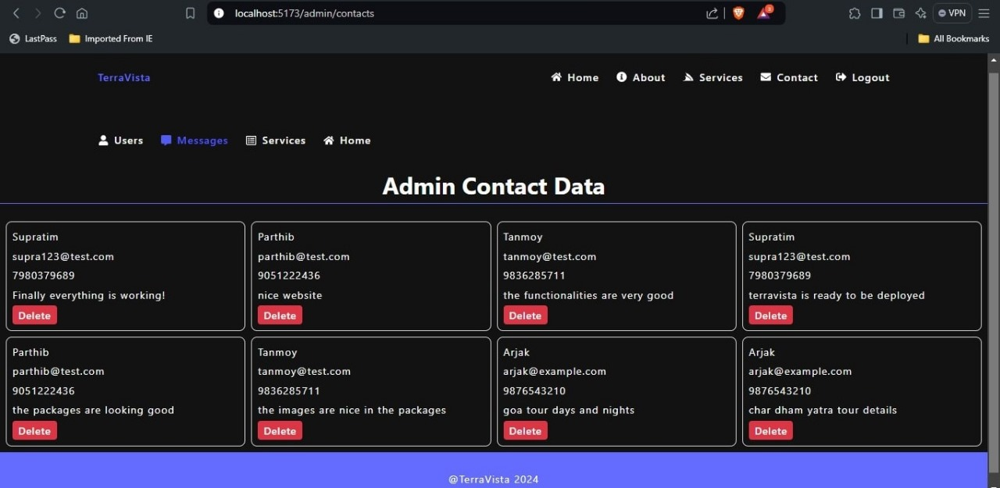 localhost:5173/admin/contacts
VPN
LastPass Imported From IE All Bookmarks
TerraVista Home About Services Contact Logout
Users Messages Services Home
Admin Contact Data
Supratim
supra123@test.com
7980379689
Finally everything is working!
Delete
Parthib
parthib@test.com
9051222436
nice website
Delete
Tanmoy
tanmoy@test.com
9836285711
the functionalities are very good
Delete
Supratim
supra123@test.com
7980379689
terravista is ready to be deployed
Delete
Parthib
parthib@test.com
9051222436
the packages are looking good
Delete
Tanmoy
tanmoy@test.com
9836285711
the images are nice in the packages
Delete
Arjak
arjak@example.com
9876543210
goa tour days and nights
Delete
Arjak
arjak@example.com
9876543210
char dham yatra tour details
Delete
@TerraVista 2024